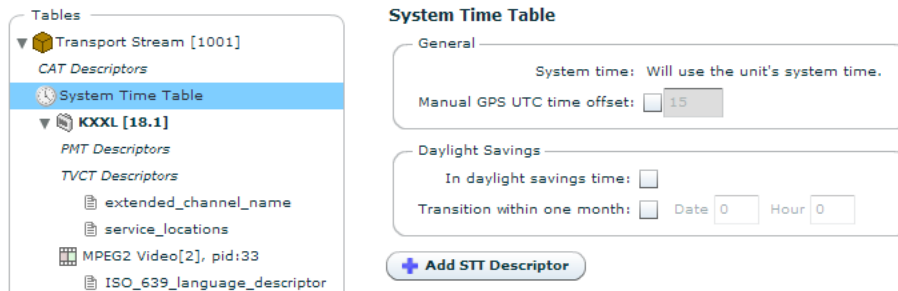 Tables
Transport Stream [1001]
CAT Descriptors
System Time Table
KXXL [18.1]
PMT Descriptors
TVCT Descriptors
extended_channel_name
service_locations
MPEG2 Video[2], pid:33
ISO_639_language_descriptor
System Time Table
General
System time: Will use the unit's system time.
Manual GPS UTC time offset: 15
Daylight Savings
In daylight savings time:
Transition within one month: Date 0 Hour 0
Add STT Descriptor